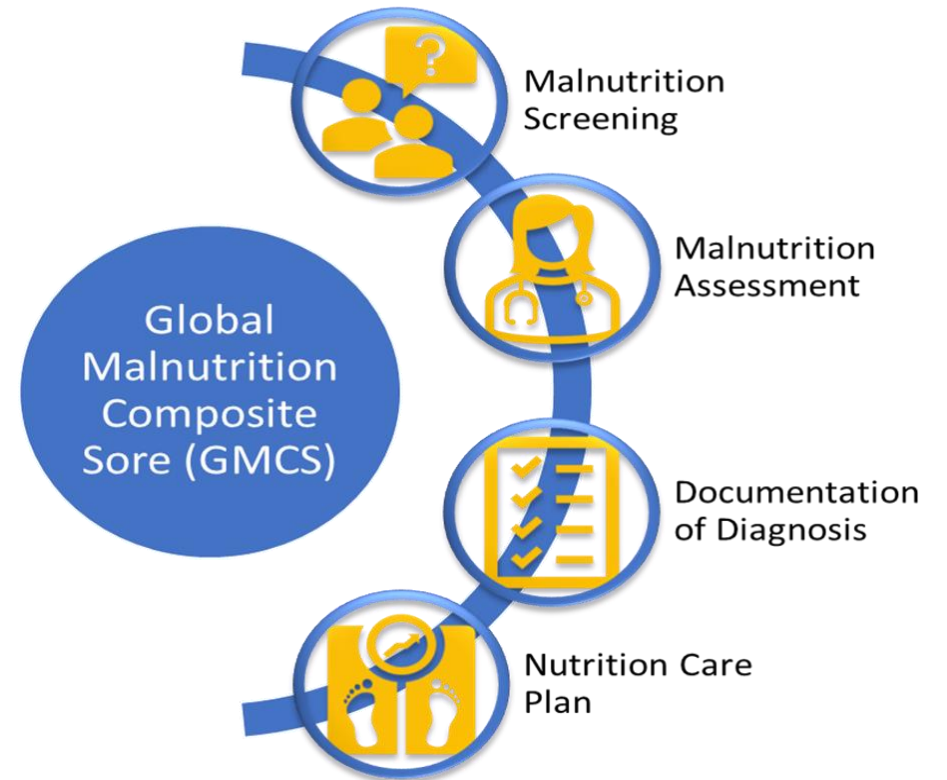 Global
Malnutrition
Composite
Sore (GMCS)
?
Malnutrition
Screening
Malnutrition
Assessment
Documentation
of Diagnosis
Nutrition Care
Plan